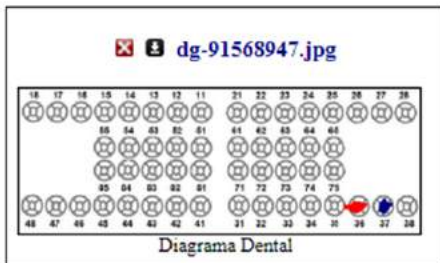 dg-91568947.jpg
18 17 16 15 14 13 12 11 21 22 23 24 25 26 27 28
55 54 53 52 51 61 62 63 64 65
85 84 83 82 81 71 72 73 74 75
48 47 46 45 44 43 42 41 31 32 33 34 35 36 37 38
Diagrama Dental